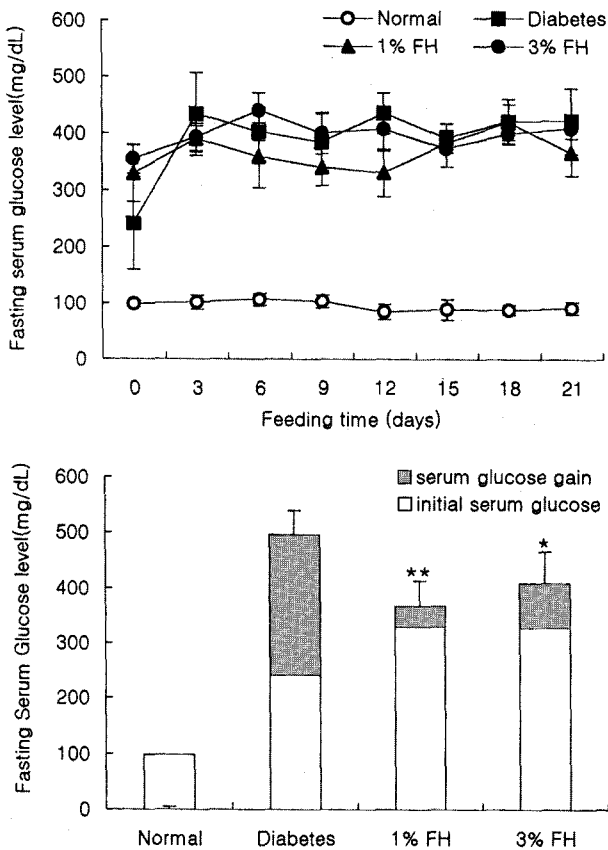 Normal
Diabetes
1% FH
3% FH
Fasting serum glucose level(mg/dL)
600
500
400
300
200
100
0
0 3 6 9 12 15 18 21
Feeding time (days)
serum glucose gain
initial serum glucose
Fasting Serum Glucose level(mg/dL)
600
500
400
300
200
100
0
**
*
Normal Diabetes 1% FH 3% FH